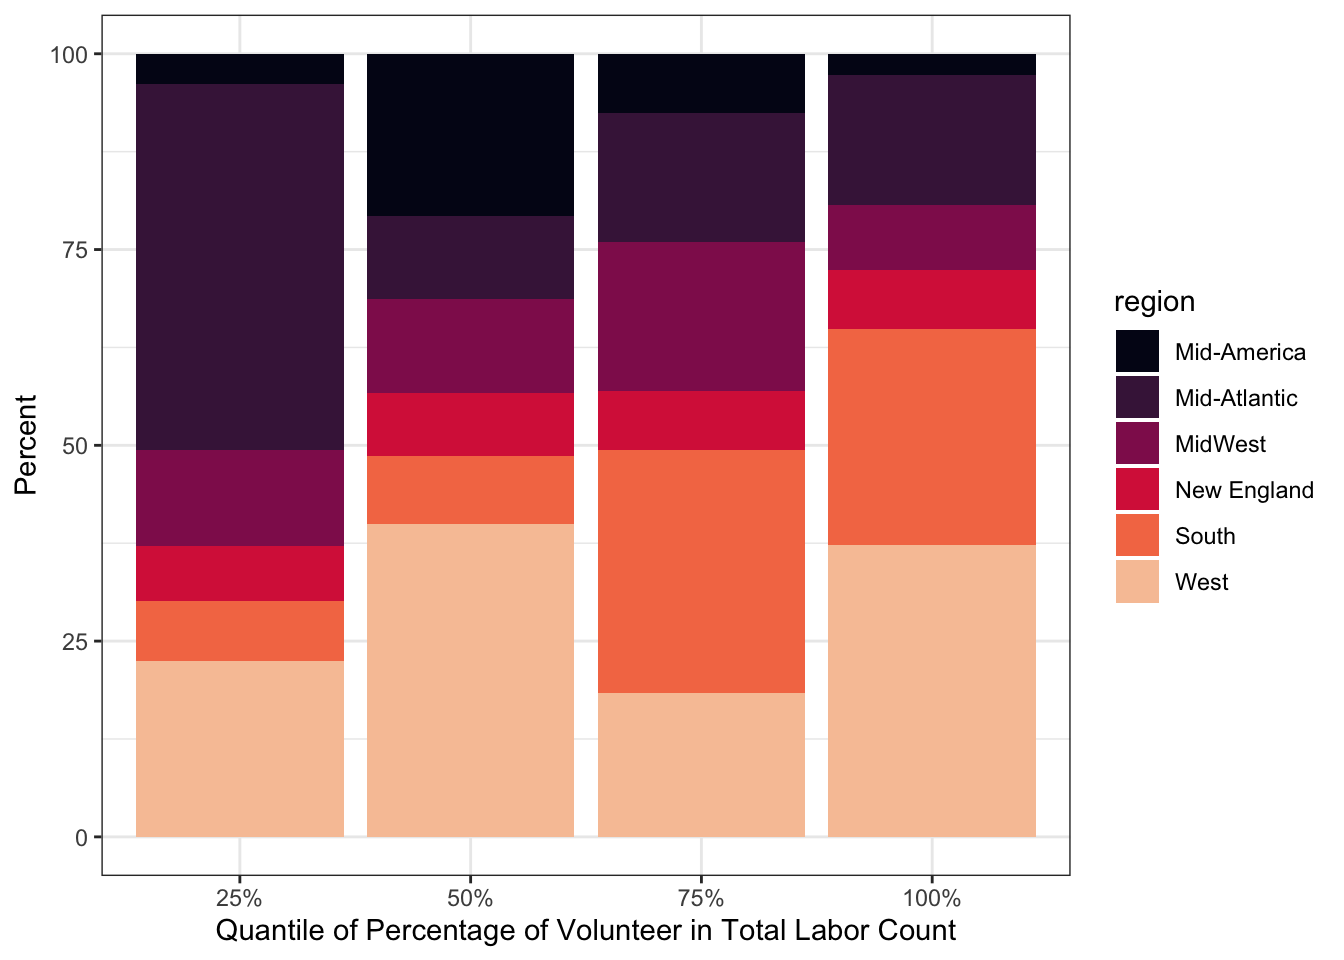 100
75
50
25
0
Percent
25% 50% 75% 100%
Quantile of Percentage of Volunteer in Total Labor Count
region
Mid-America
Mid-Atlantic
MidWest
New England
South
West